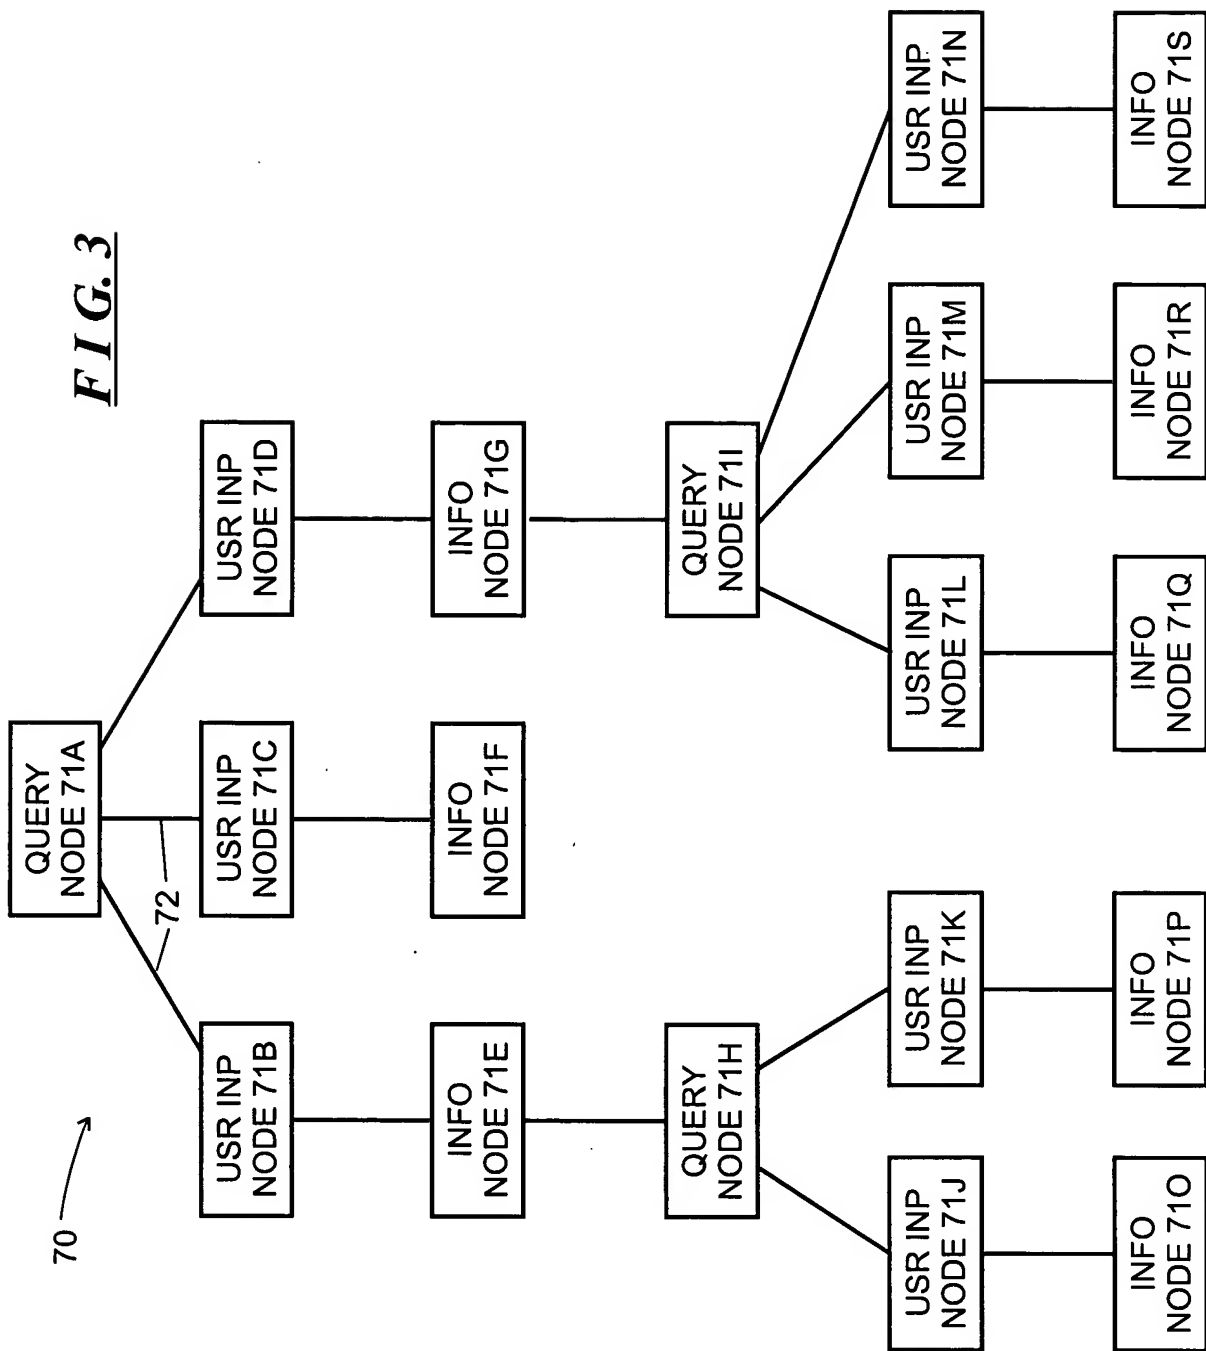 F I G. 3
70
72
QUERY
NODE 71A
USR INP
NODE 71B
USR INP
NODE 71C
USR INP
NODE 71D
INFO
NODE 71E
INFO
NODE 71F
INFO
NODE 71G
QUERY
NODE 71H
QUERY
NODE 71I
USR INP
NODE 71J
USR INP
NODE 71K
USR INP
NODE 71L
USR INP
NODE 71M
USR INP
NODE 71N
INFO
NODE 71O
INFO
NODE 71P
INFO
NODE 71Q
INFO
NODE 71R
INFO
NODE 71S